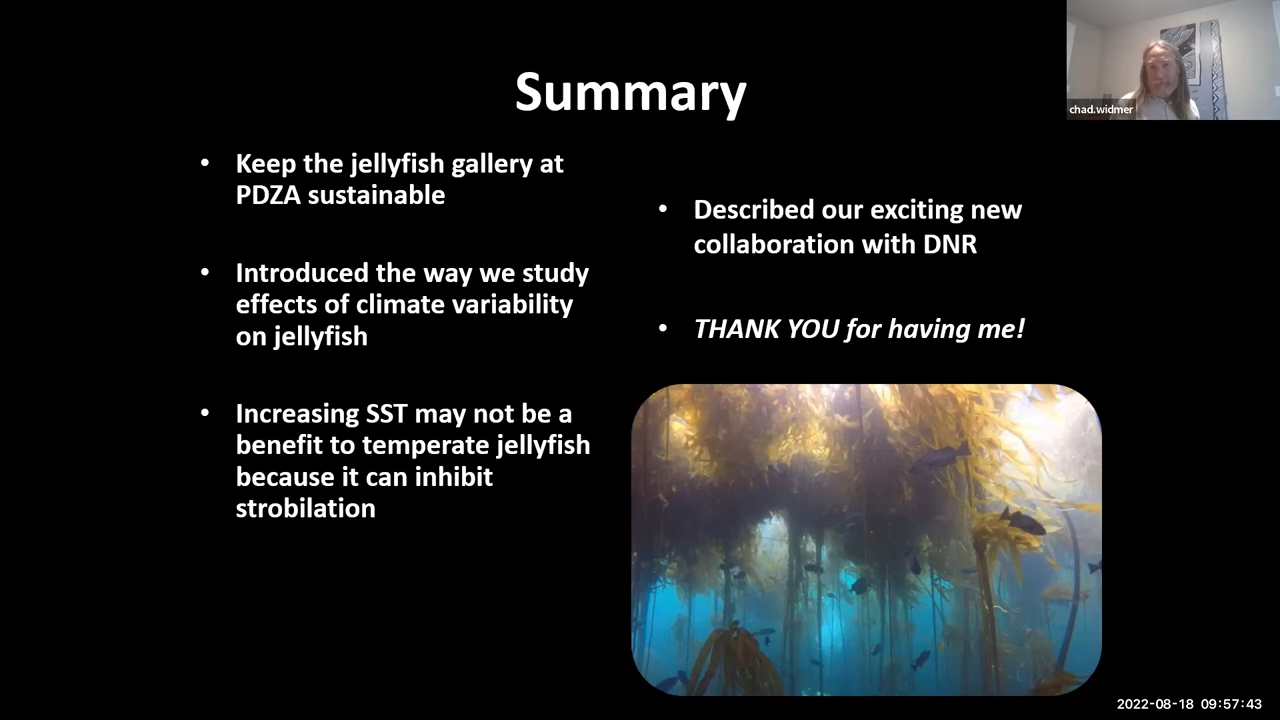 Summary
chad.widmer
• Keep the jellyfish gallery at
PDZA sustainable
• Introduced the way we study
effects of climate variability
on jellyfish
• Increasing SST may not be a
benefit to temperate jellyfish
because it can inhibit
strobilation
• Described our exciting new
collaboration with DNR
• THANK YOU for having me!
2022-08-18 09:57:43